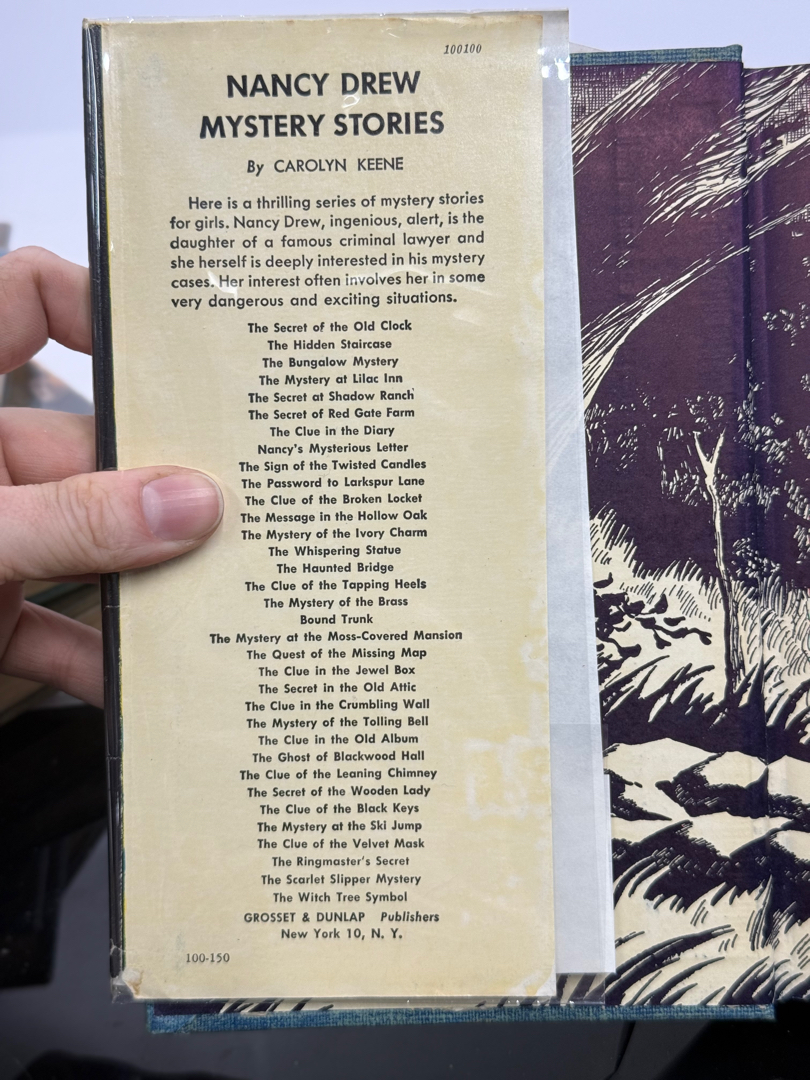 100100
NANCY DREW
MYSTERY STORIES
By CAROLYN KEENE
Here is a thrilling series of mystery stories
for girls. Nancy Drew, ingenious, alert, is the
daughter of a famous criminal lawyer and
she herself is deeply interested in his mystery
cases. Her interest often involves her in some
very dangerous and exciting situations.
The Secret of the Old Clock
The Hidden Staircase
The Bungalow Mystery
The Mystery at Lilac Inn
The Secret at Shadow Ranch
The Secret of Red Gate Farm
The Clue in the Diary
Nancy's Mysterious Letter
The Sign of the Twisted Candles
The Password to Larkspur Lane
The Clue of the Broken Locket
The Message in the Hollow Oak
The Mystery of the Ivory Charm
The Whispering Statue
The Haunted Bridge
The Clue of the Tapping Heels
The Mystery of the Brass
Bound Trunk
The Mystery at the Moss-Covered Mansion
The Quest of the Missing Map
The Clue in the Jewel Box
The Secret in the Old Attic
The Clue in the Crumbling Wall
The Mystery of the Tolling Bell
The Clue in the Old Album
The Ghost of Blackwood Hall
The Clue of the Leaning Chimney
The Secret of the Wooden Lady
The Clue of the Black Keys
The Mystery at the Ski Jump
The Clue of the Velvet Mask
The Ringmaster's Secret
The Scarlet Slipper Mystery
The Witch Tree Symbol
GROSSET & DUNLAP Publishers
New York 10, N. Y.
100-150